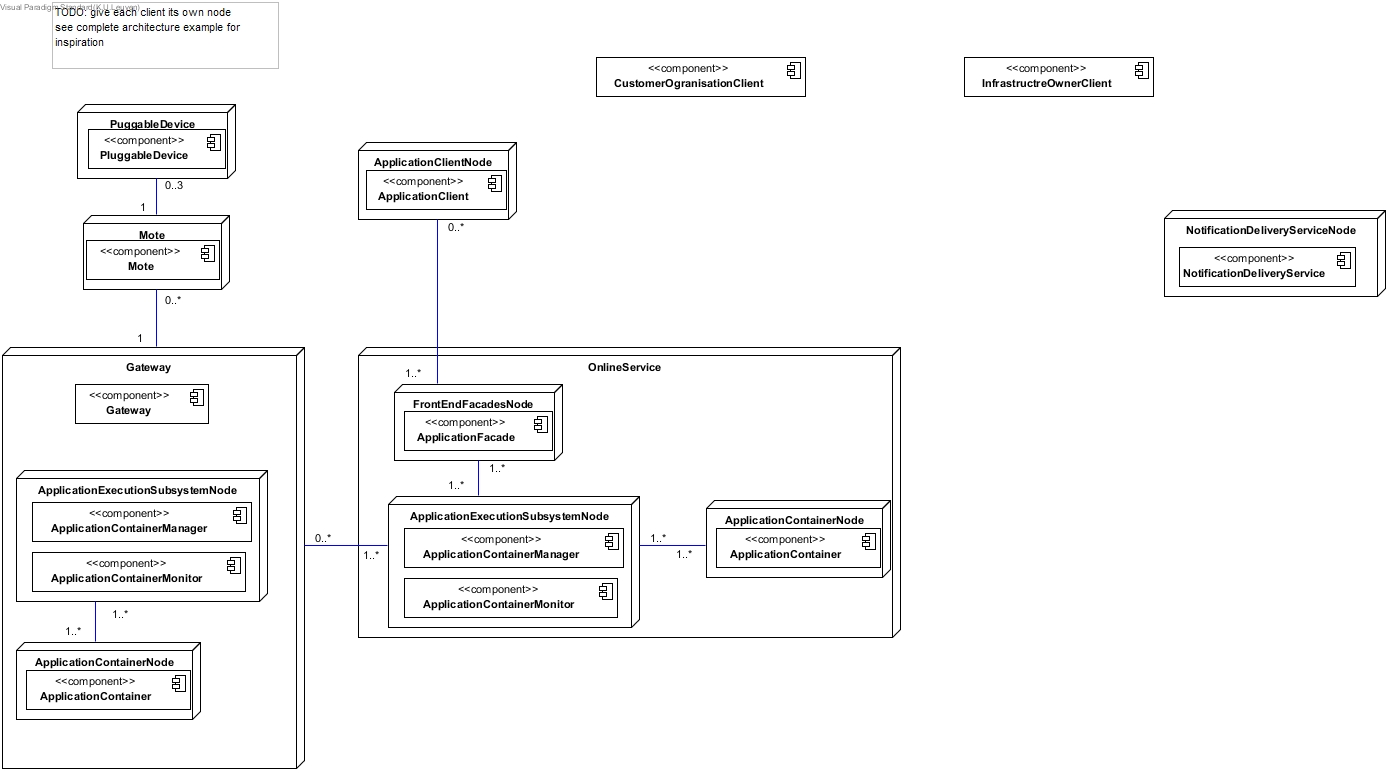 Visual Paradigm Standard(K.U.Leuven)
TODO: give each client its own node
see complete architecture example for
inspiration
<<component>>
CustomerOgranisationClient
<<component>>
InfrastructreOwnerClient
PuggableDevice
<<component>>
PluggableDevice
0..3
1
Mote
<<component>>
Mote
0..*
1
ApplicationClientNode
<<component>>
ApplicationClient
0..*
NotificationDeliveryServiceNode
<<component>>
NotificationDeliveryService
Gateway
<<component>>
Gateway
ApplicationExecutionSubsystemNode
<<component>>
ApplicationContainerManager
<<component>>
ApplicationContainerMonitor
1..*
1..*
ApplicationContainerNode
<<component>>
ApplicationContainer
0..*
1..*
OnlineService
1..*
FrontEndFacadesNode
<<component>>
ApplicationFacade
1..*
1..*
ApplicationExecutionSubsystemNode
<<component>>
ApplicationContainerManager
<<component>>
ApplicationContainerMonitor
1..*
1..*
ApplicationContainerNode
<<component>>
ApplicationContainer